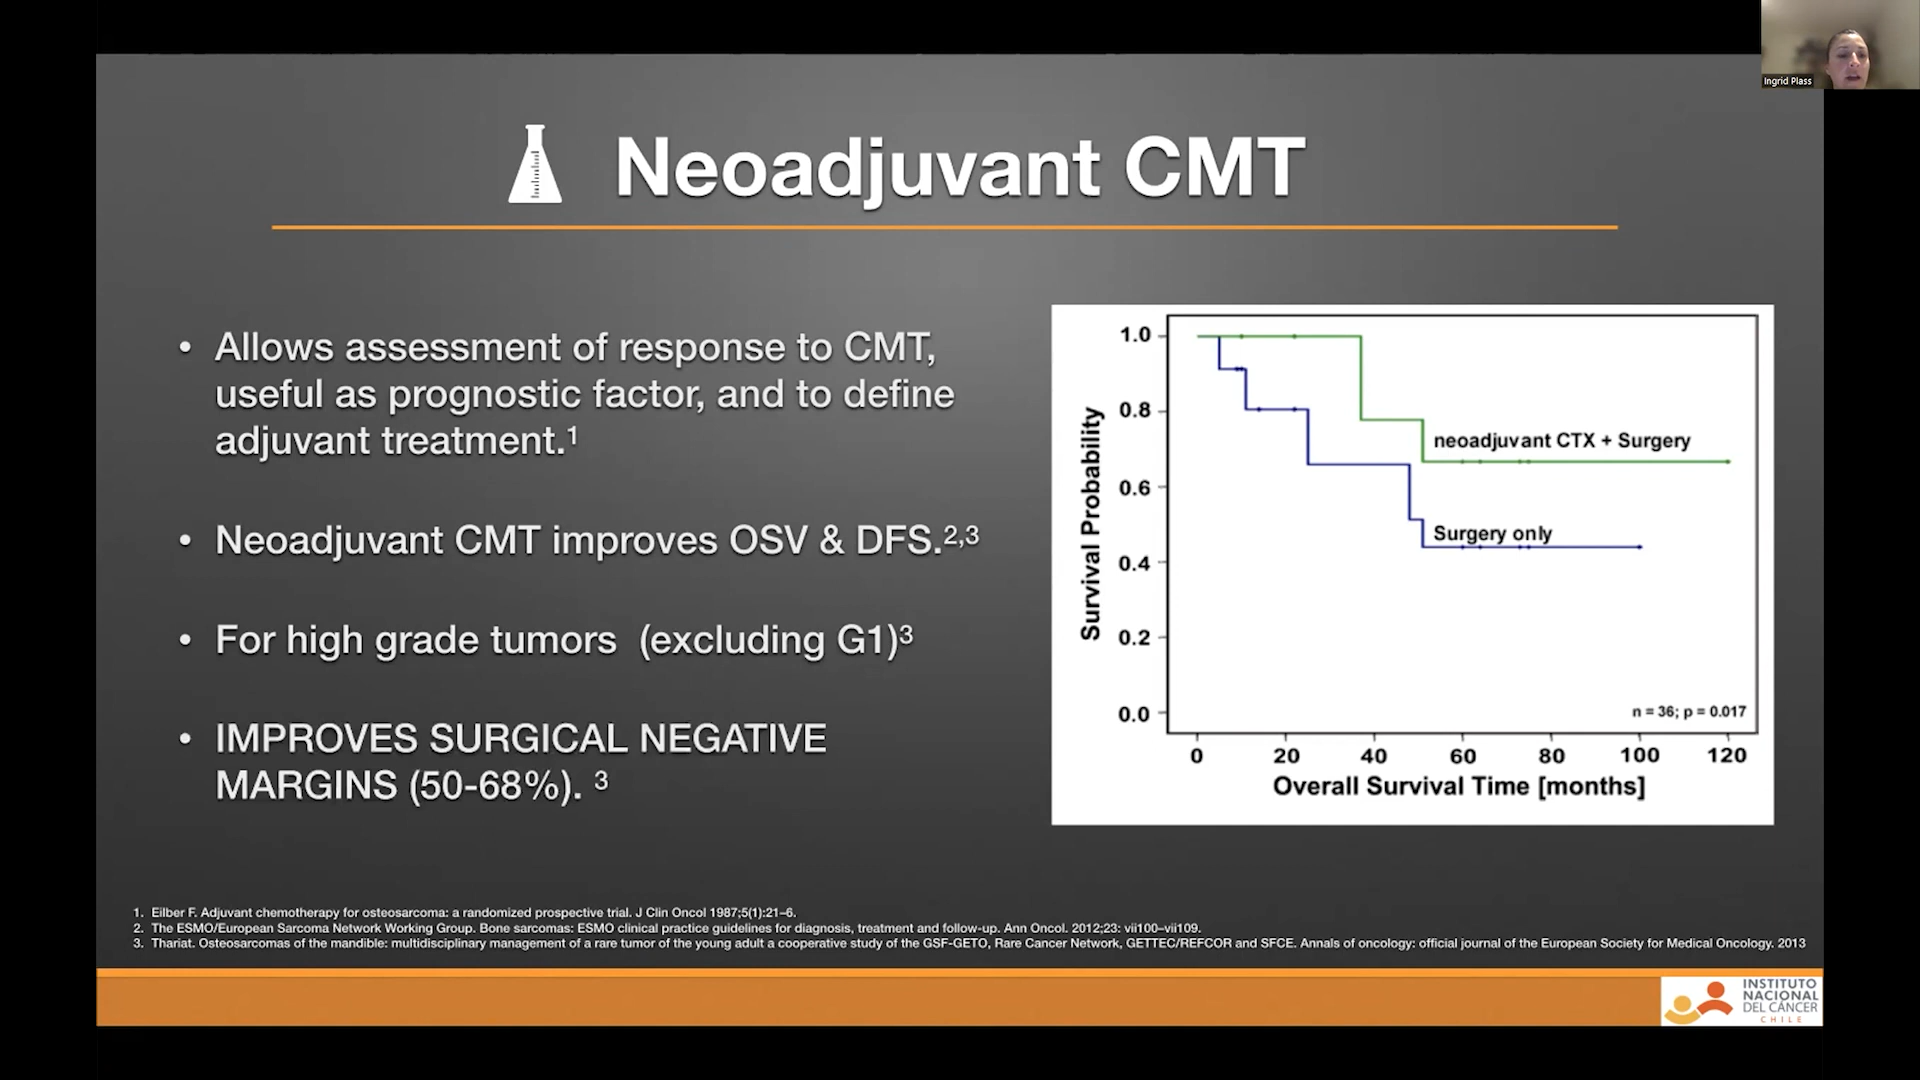 Ingrid Plass
Neoadjuvant CMT
• Allows assessment of response to CMT,
useful as prognostic factor, and to define
adjuvant treatment.1
• Neoadjuvant CMT improves OSV & DFS.2,3
• For high grade tumors (excluding G1)3
• IMPROVES SURGICAL NEGATIVE
MARGINS (50-68%). 3
Survival Probability
1.0
0.8
0.6
0.4
0.2
0.0
neoadjuvant CTX + Surgery
Surgery only
n = 36; p = 0.017
0 20 40 60 80 100 120
Overall Survival Time [months]
1. Eilber F. Adjuvant chemotherapy for osteosarcoma: a randomized prospective trial. J Clin Oncol 1987;5(1):21–6.
2. The ESMO/European Sarcoma Network Working Group. Bone sarcomas: ESMO clinical practice guidelines for diagnosis, treatment and follow-up. Ann Oncol. 2012;23: vii100–vii109.
3. Thariat. Osteosarcomas of the mandible: multidisciplinary management of a rare tumor of the young adult a cooperative study of the GSF-GETO, Rare Cancer Network, GETTEC/REFCOR and SFCE. Annals of oncology: official journal of the European Society for Medical Oncology. 2013
INSTITUTO
NACIONAL
DEL CÁNCER
CHILE